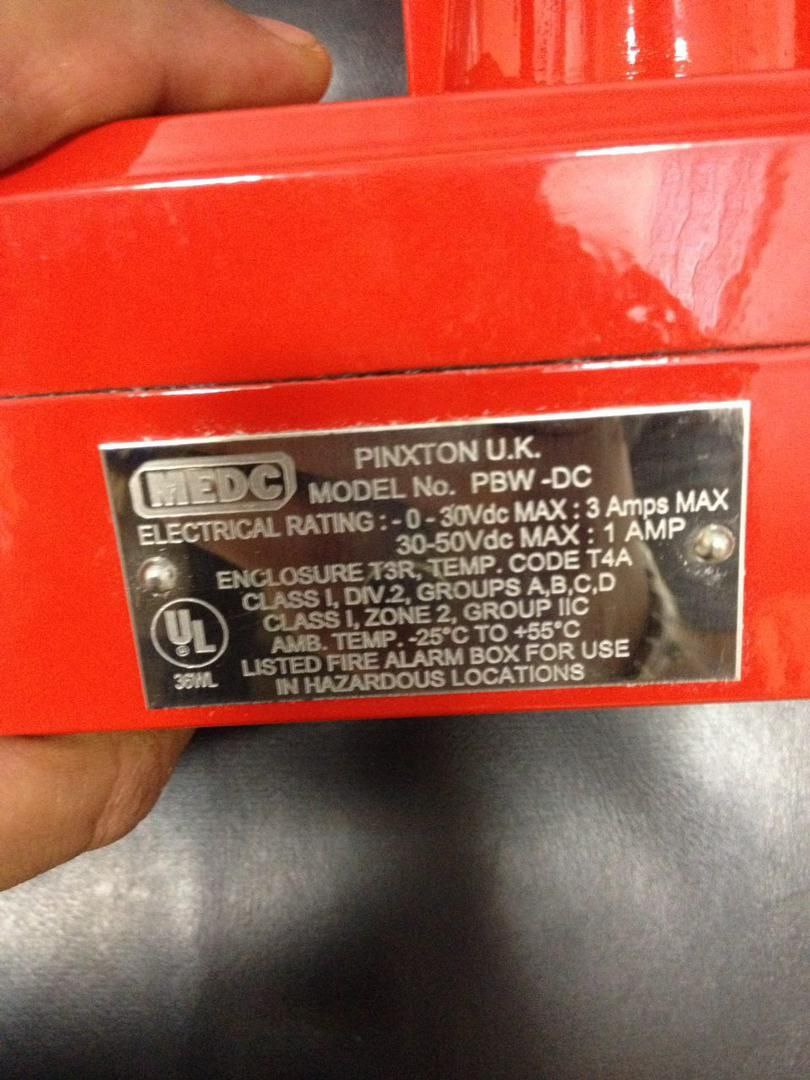 MEDC
PINXTON U.K.
MODEL No. PBW -DC
ELECTRICAL RATING : - 0 - 30Vdc MAX : 3 Amps MAX
30-50Vdc MAX : 1 AMP
ENCLOSURE T3R, TEMP. CODE T4A
CLASS I, DIV.2, GROUPS A,B,C,D
CLASS I, ZONE 2, GROUP IIC
AMB. TEMP. -25°C TO +55°C
LISTED FIRE ALARM BOX FOR USE
IN HAZARDOUS LOCATIONS
UL
®
36WL